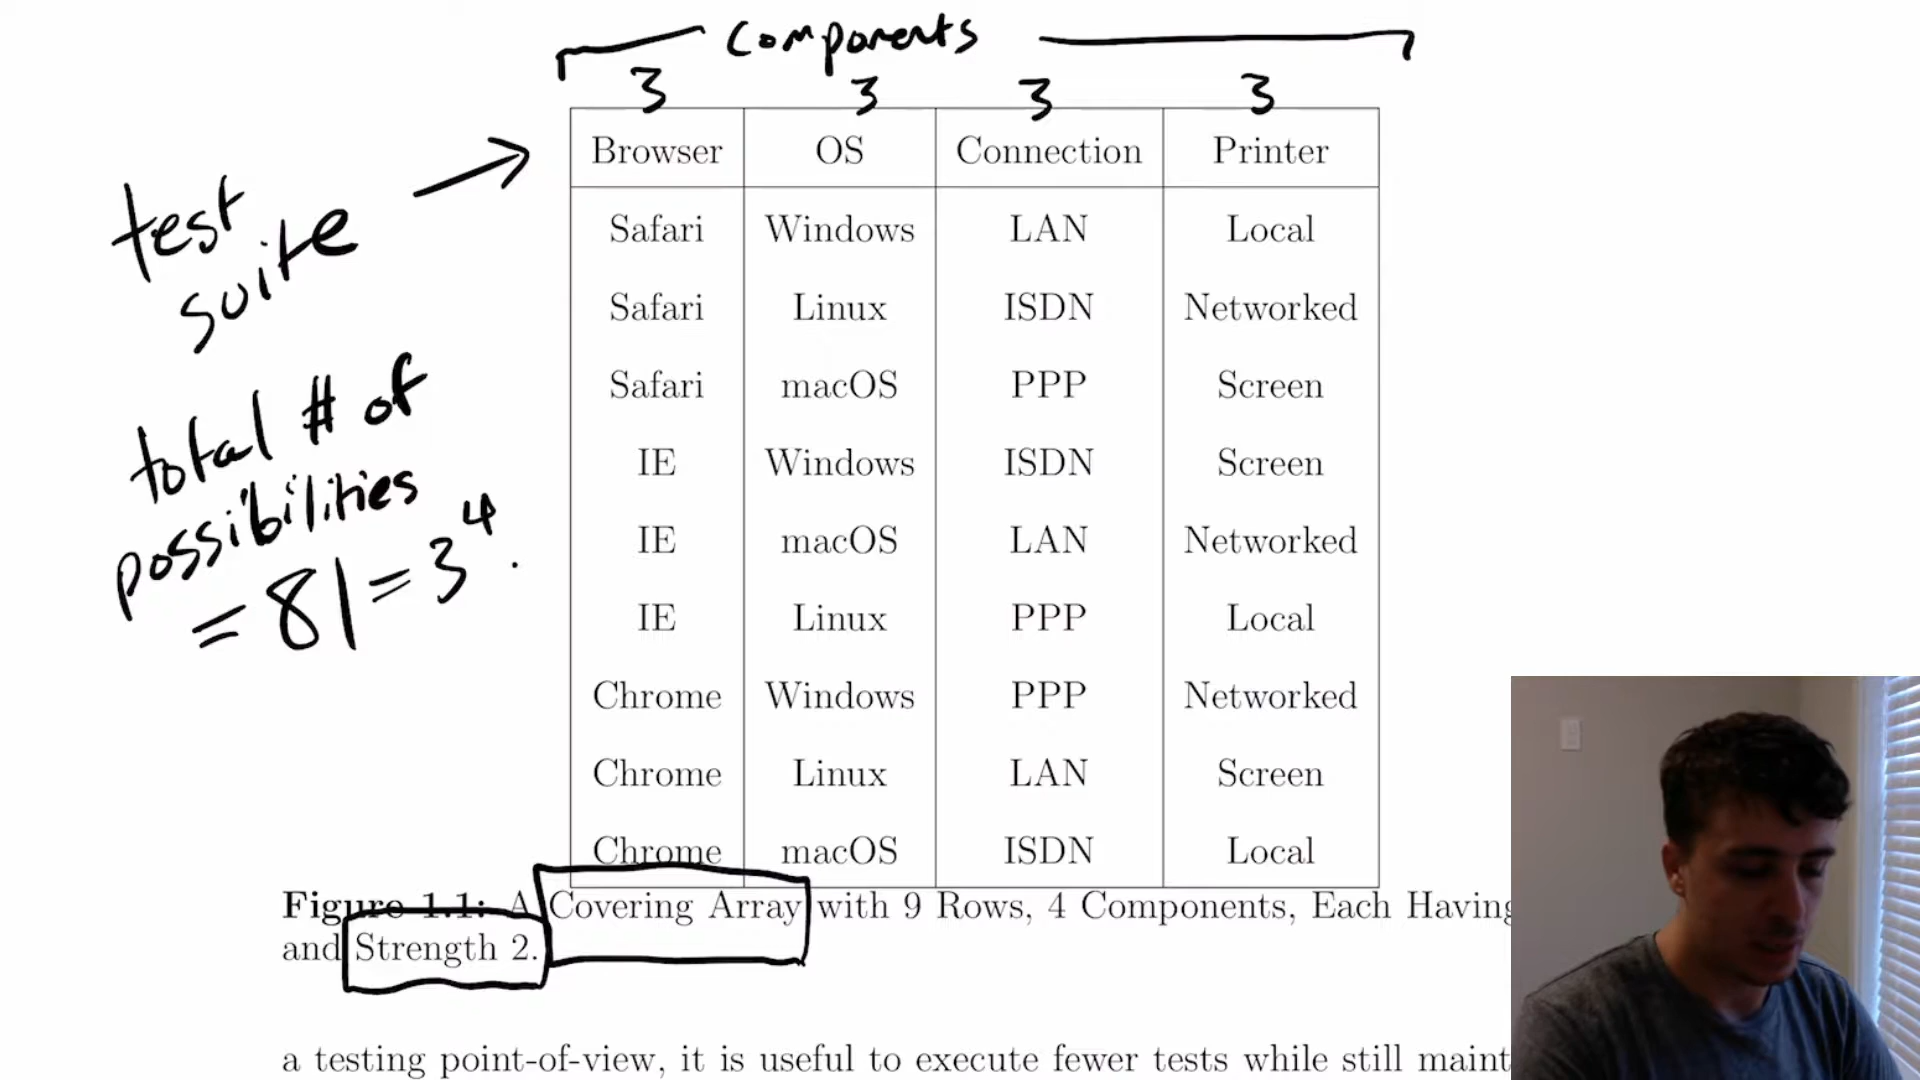 components
3 3 3 3
Browser OS Connection Printer
Safari Windows LAN Local
Safari Linux ISDN Networked
Safari macOS PPP Screen
IE Windows ISDN Screen
IE macOS LAN Networked
IE Linux PPP Local
Chrome Windows PPP Networked
Chrome Linux LAN Screen
Chrome macOS ISDN Local
test
suite
total # of
possibilities
= 81 = 3^4.
Figure 1.1: A Covering Array with 9 Rows, 4 Components, Each Having
and Strength 2.
a testing point-of-view, it is useful to execute fewer tests while still maint